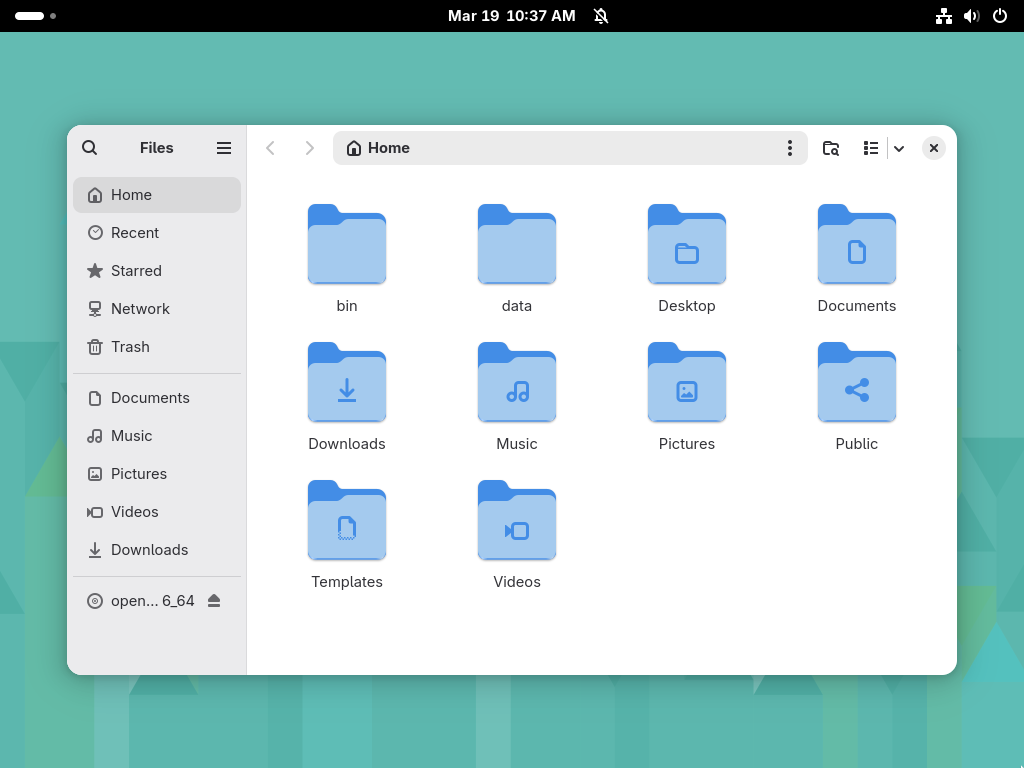 Mar 19 10:37 AM
Files
Home
Home
Recent
Starred
Network
Trash
Documents
Music
Pictures
Videos
Downloads
open... 6_64
bin
data
Desktop
Documents
Downloads
Music
Pictures
Public
Templates
Videos